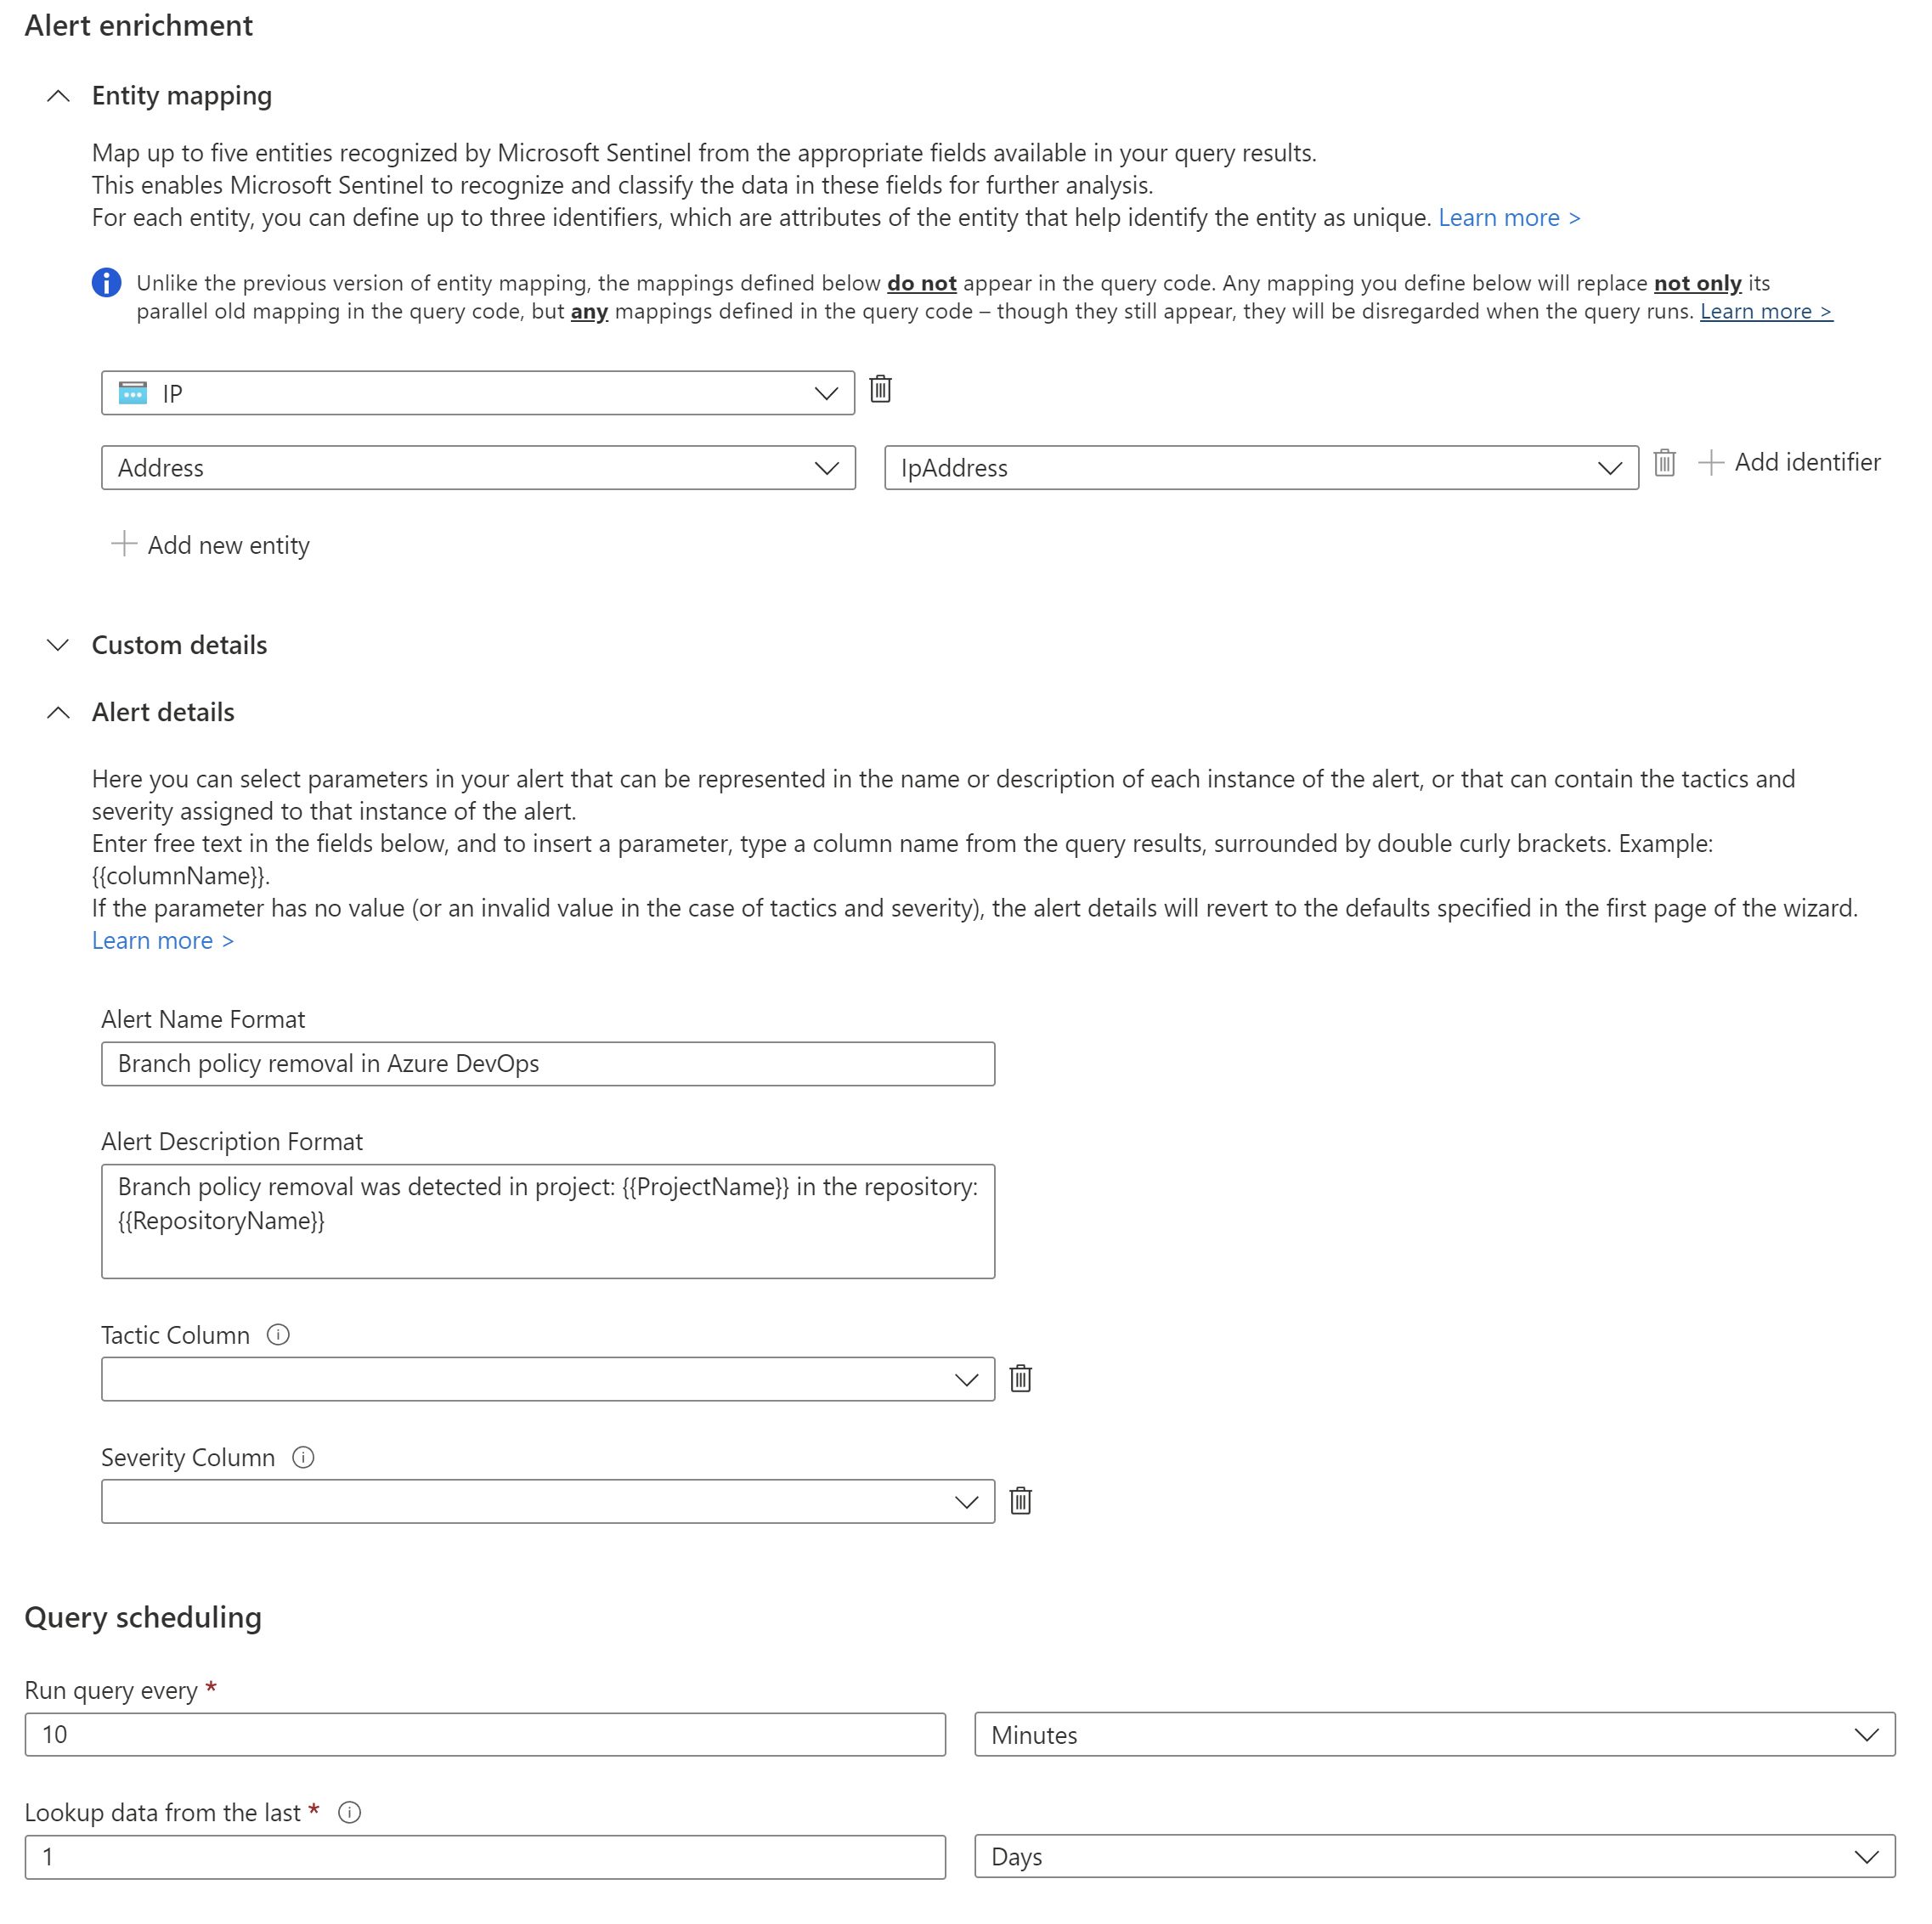 Alert enrichment
Entity mapping
Map up to five entities recognized by Microsoft Sentinel from the appropriate fields available in your query results.
This enables Microsoft Sentinel to recognize and classify the data in these fields for further analysis.
For each entity, you can define up to three identifiers, which are attributes of the entity that help identify the entity as unique. Learn more >
Unlike the previous version of entity mapping, the mappings defined below do not appear in the query code. Any mapping you define below will replace not only its
parallel old mapping in the query code, but any mappings defined in the query code – though they still appear, they will be disregarded when the query runs. Learn more >
IP
Address IpAddress Add identifier
Add new entity
Custom details
Alert details
Here you can select parameters in your alert that can be represented in the name or description of each instance of the alert, or that can contain the tactics and
severity assigned to that instance of the alert.
Enter free text in the fields below, and to insert a parameter, type a column name from the query results, surrounded by double curly brackets. Example:
{{columnName}}.
If the parameter has no value (or an invalid value in the case of tactics and severity), the alert details will revert to the defaults specified in the first page of the wizard.
Learn more >
Alert Name Format
Branch policy removal in Azure DevOps
Alert Description Format
Branch policy removal was detected in project: {{ProjectName}} in the repository:
{{RepositoryName}}
Tactic Column
Severity Column
Query scheduling
Run query every *
10 Minutes
Lookup data from the last *
1 Days